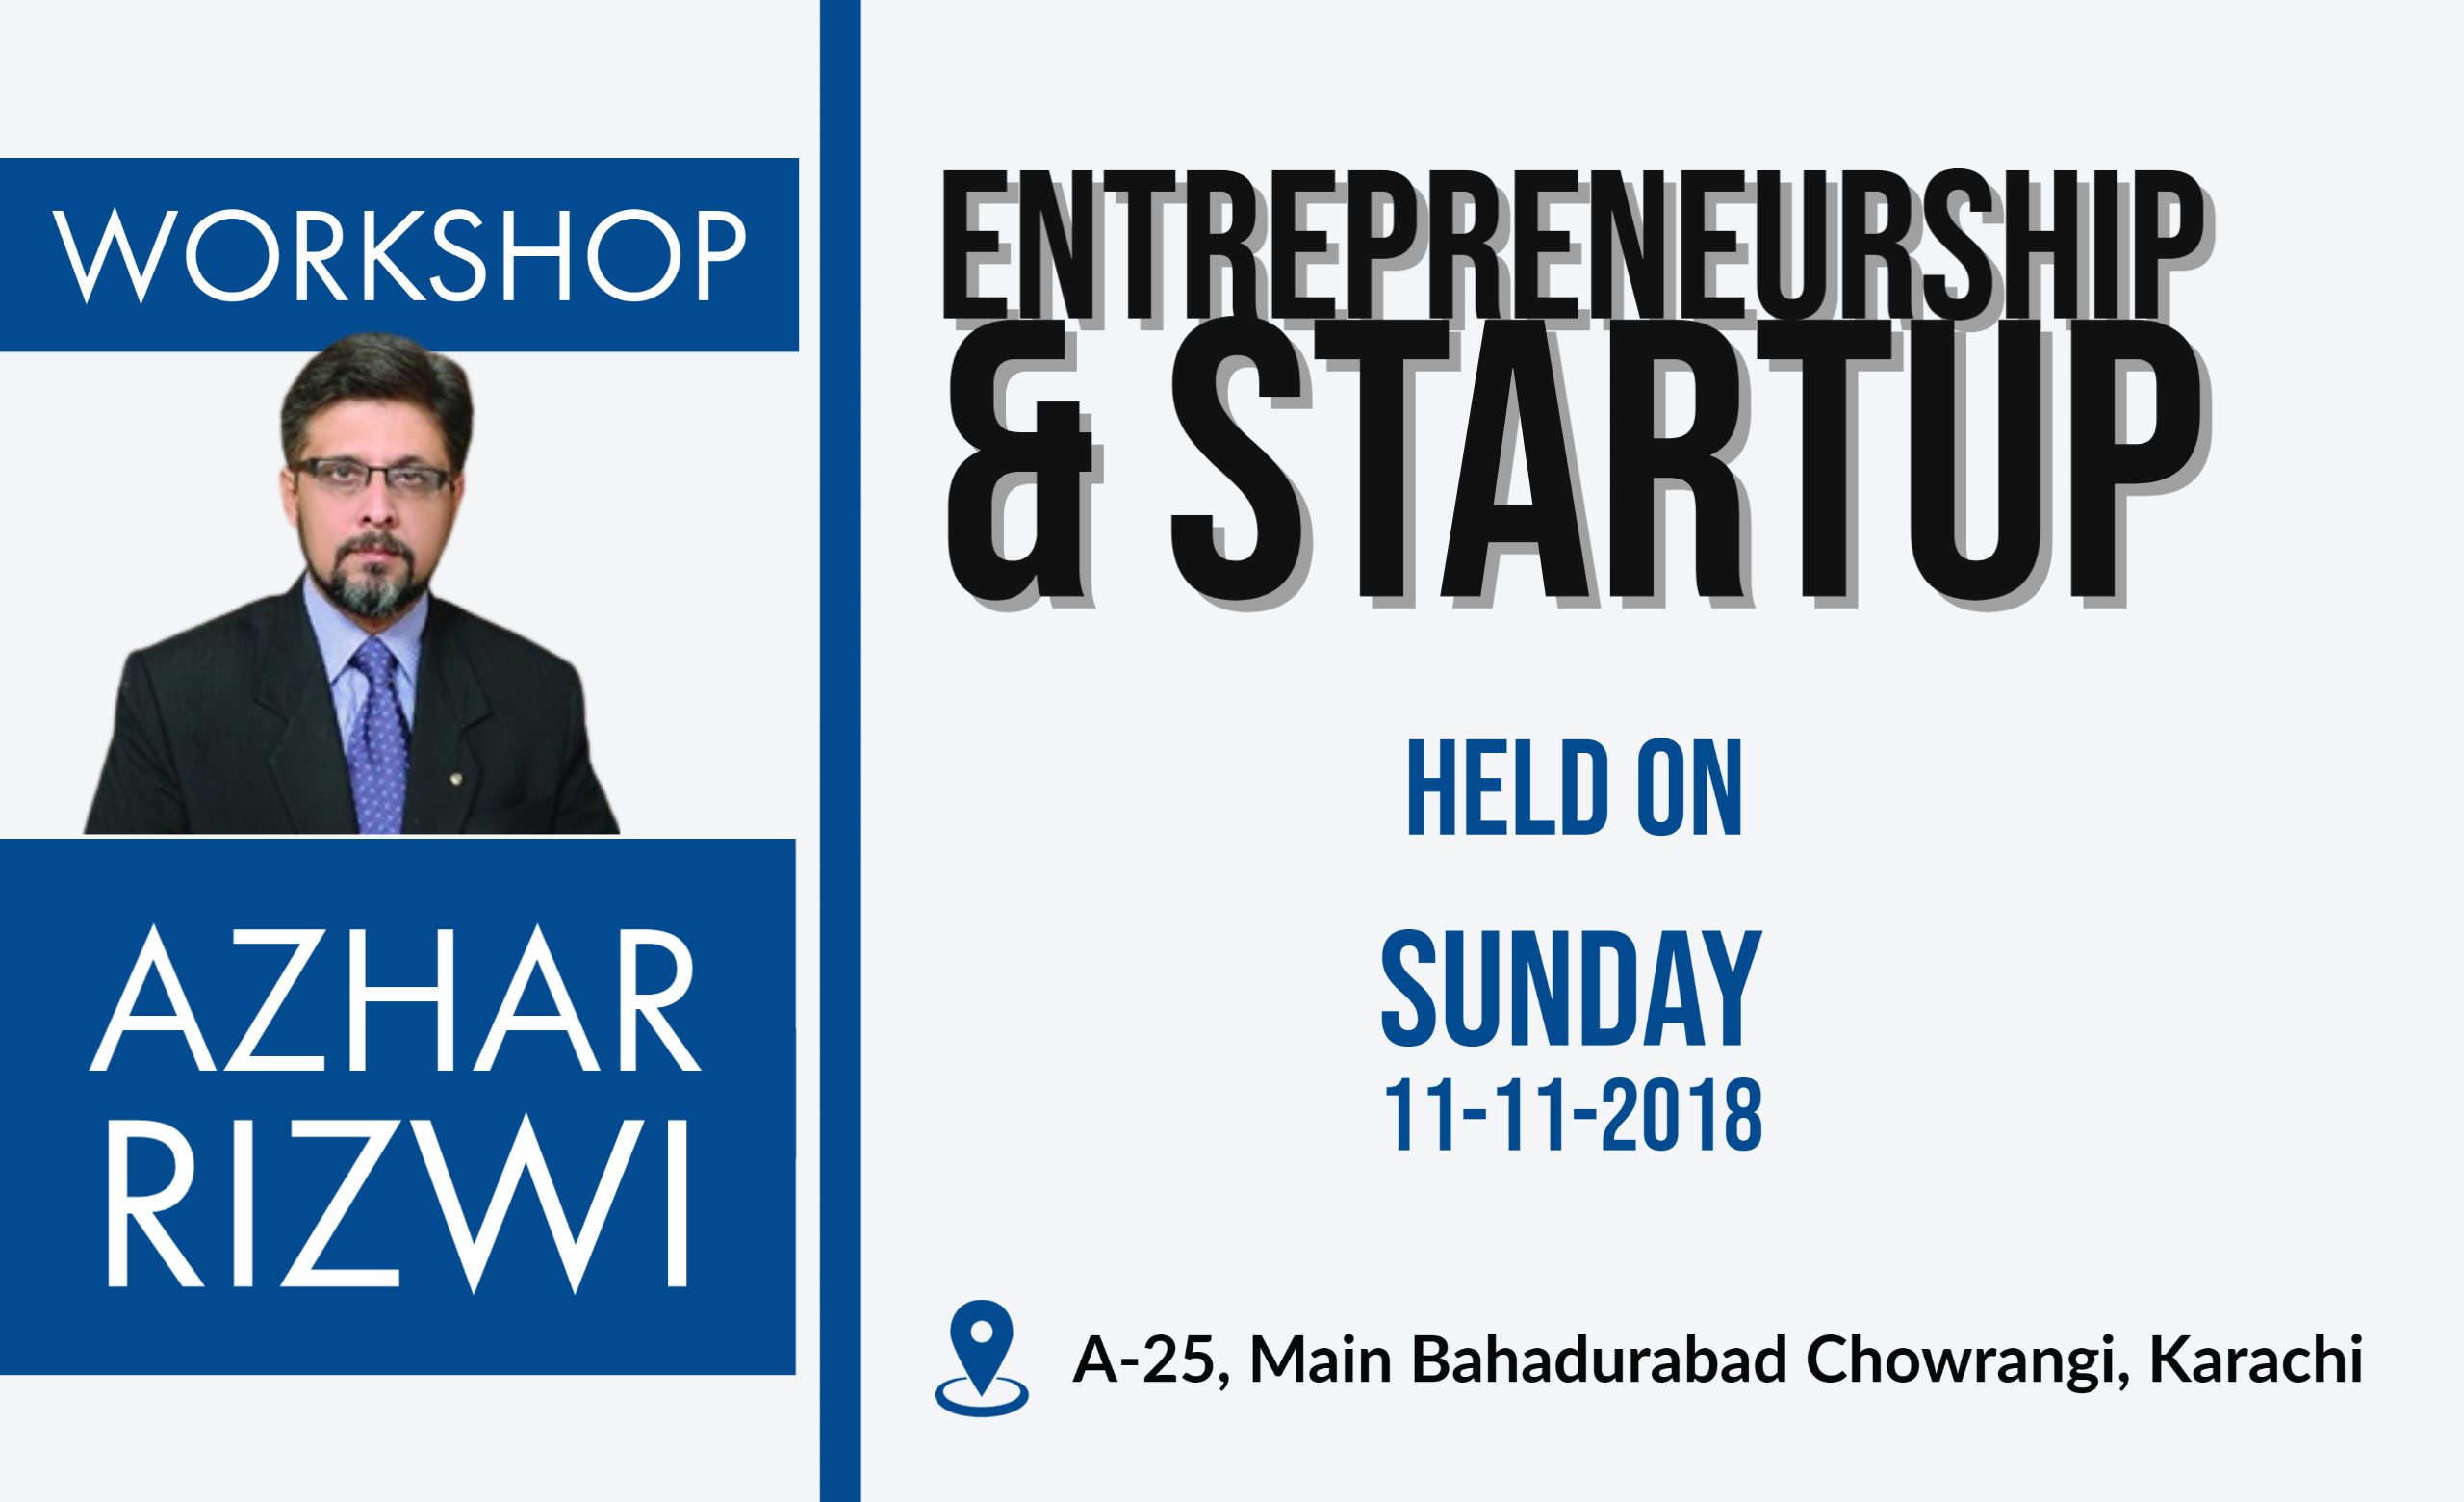 WORKSHOP
AZHAR
RIZWI
ENTREPRENEURSHIP
& STARTUP
HELD ON
SUNDAY
11-11-2018
A-25, Main Bahadurabad Chowrangi, Karachi